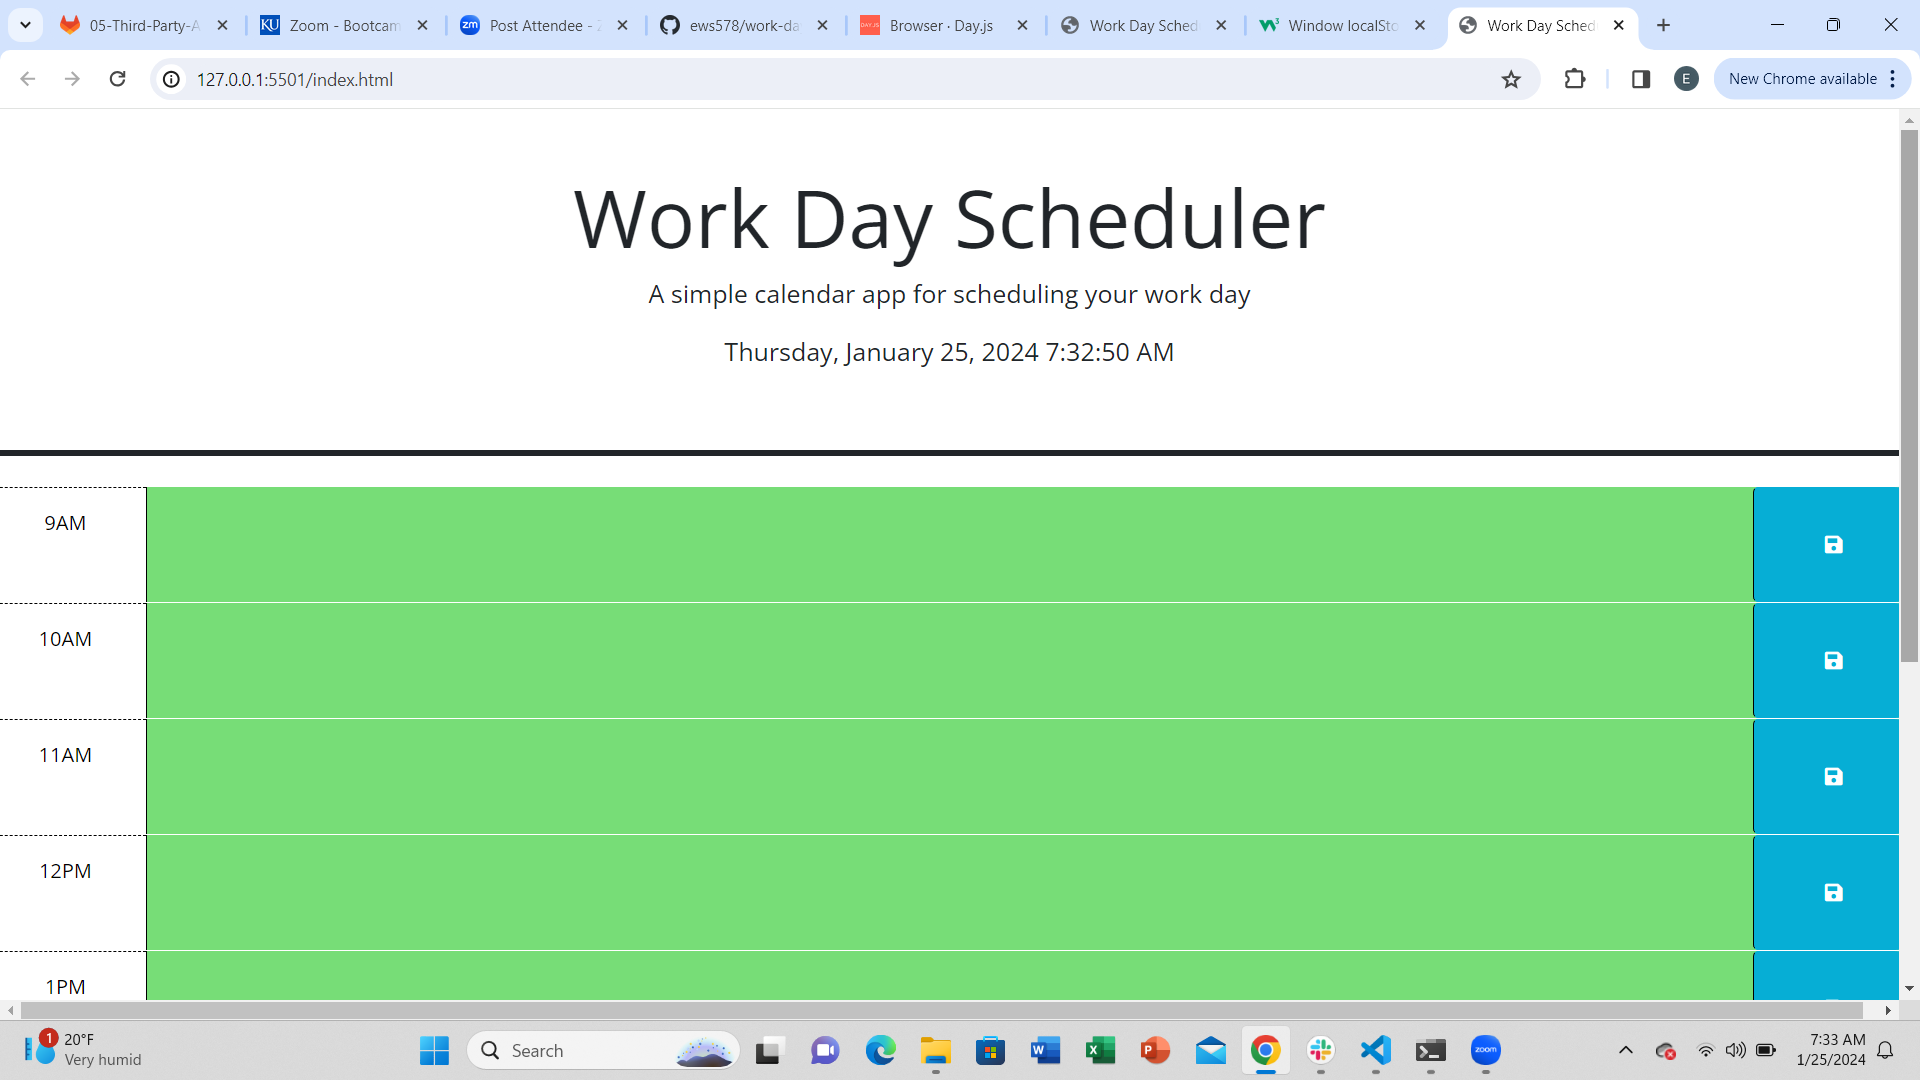 05-Third-Party-A
Zoom - Bootcam
Post Attendee - Z
ews578/work-da
Browser · Day.js
Work Day Sched
Window localSto
Work Day Sched
127.0.0.1:5501/index.html
E
New Chrome available
Work Day Scheduler
A simple calendar app for scheduling your work day
Thursday, January 25, 2024 7:32:50 AM
9AM
10AM
11AM
12PM
1PM
1
20°F
Very humid
Search
zoom
7:33 AM
1/25/2024